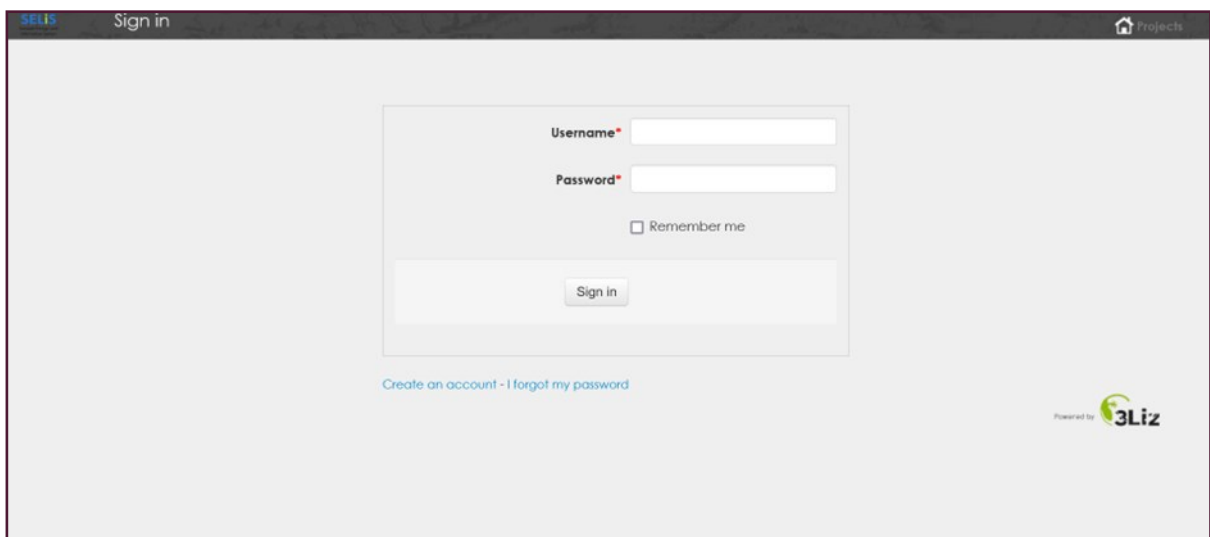 SELIS
Sign in
Projects
Username*
Password*
Remember me
Sign in
Create an account - I forgot my password
Powered by 3Liz